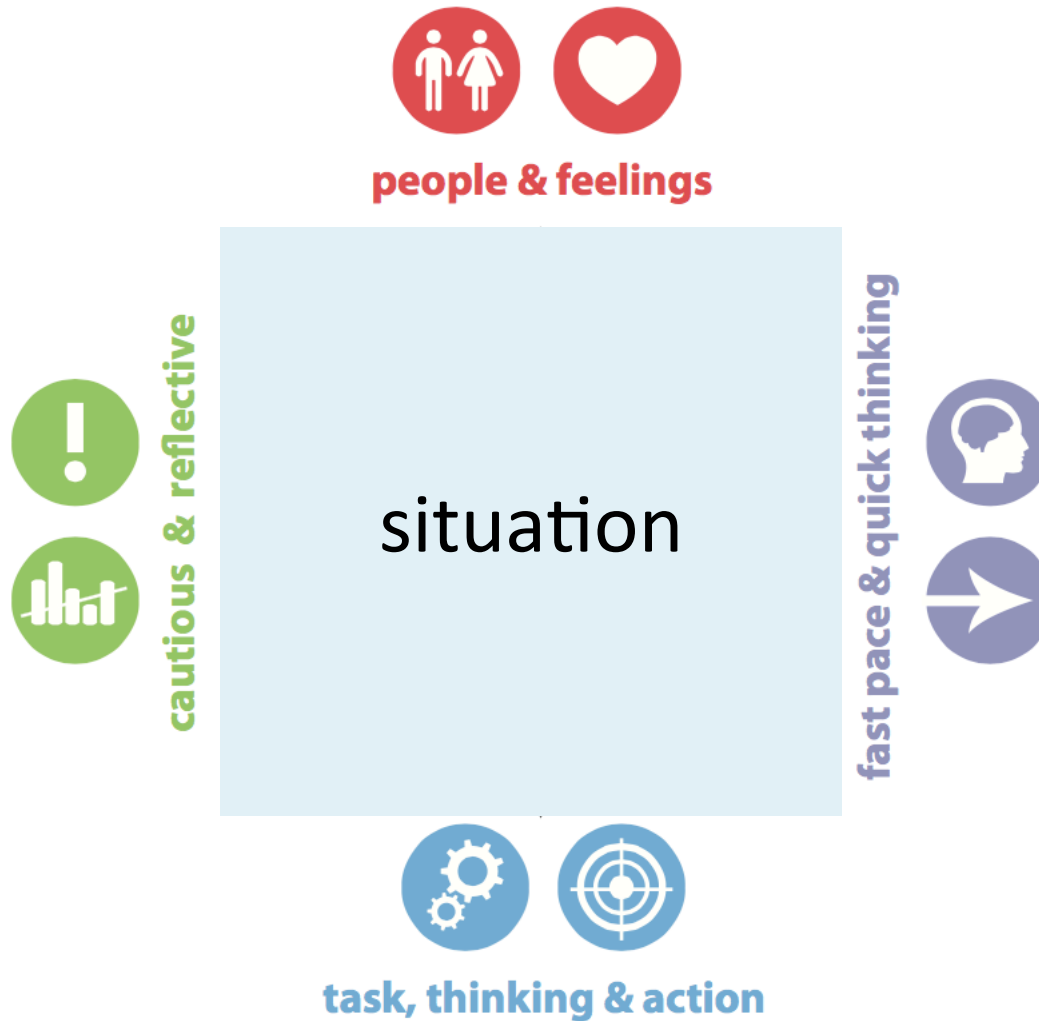 people & feelings
cautious & reflective
situation
fast pace & quick thinking
task, thinking & action